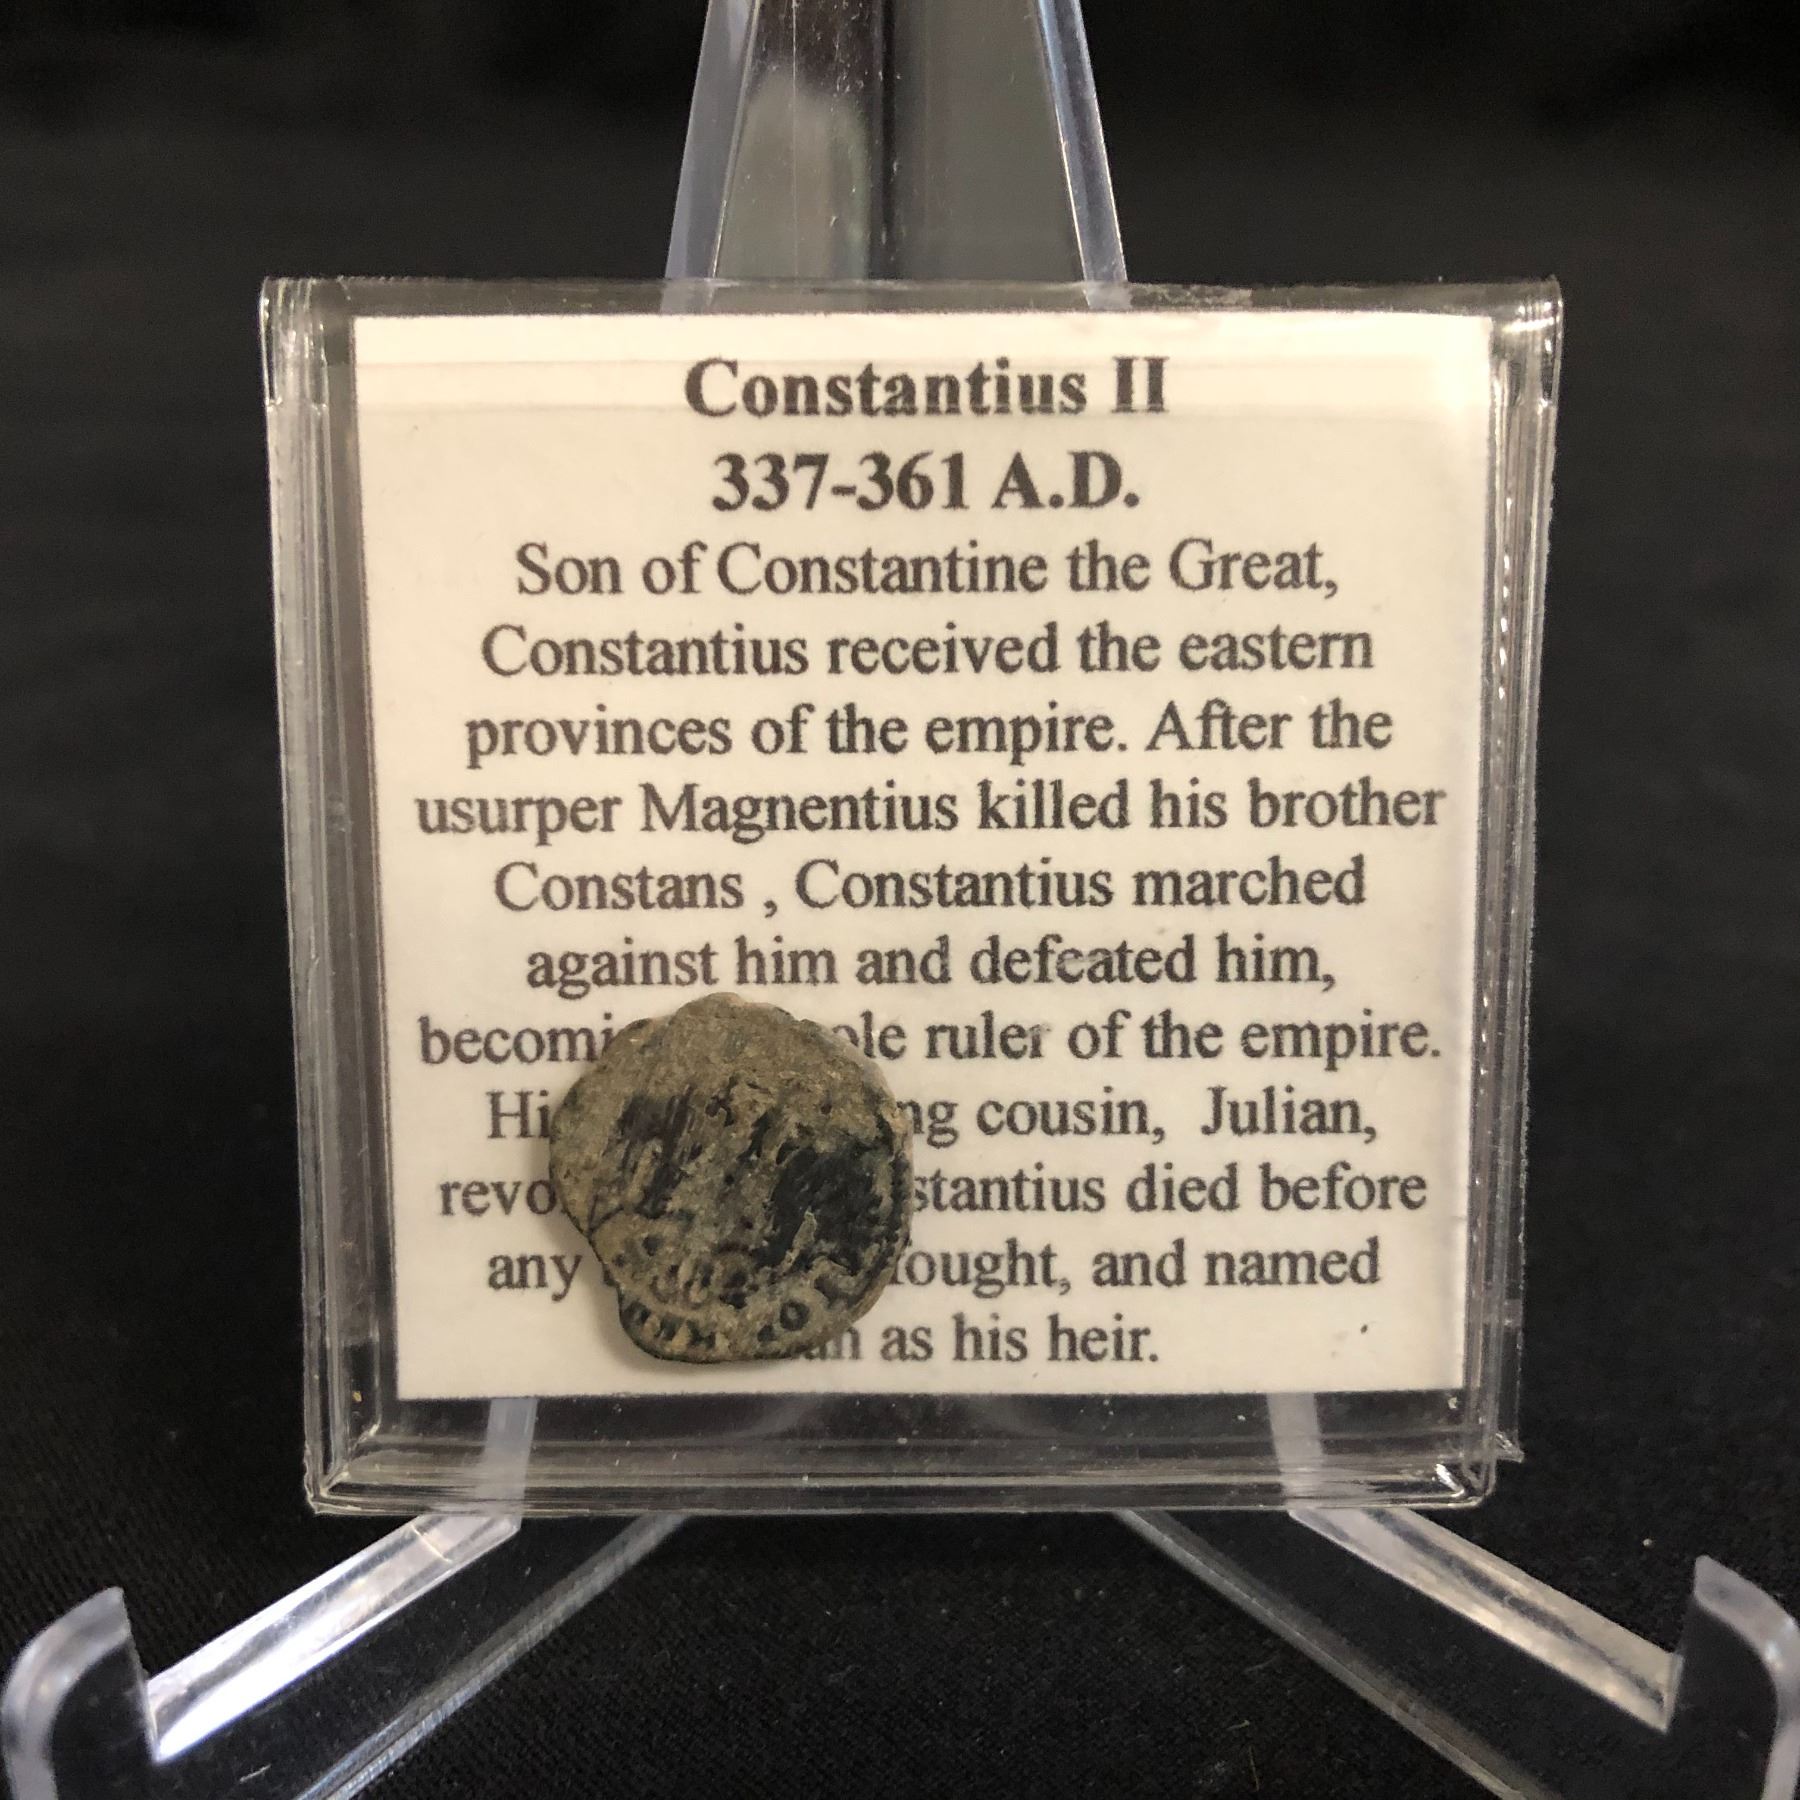 Constantius II
337-361 A.D.
Son of Constantine the Great,
Constantius received the eastern
provinces of the empire. After the
usurper Magnentius killed his brother
Constans , Constantius marched
against him and defeated him,
ruler of the empire.
cousin, Julian,
died before
any and named
as his heir.